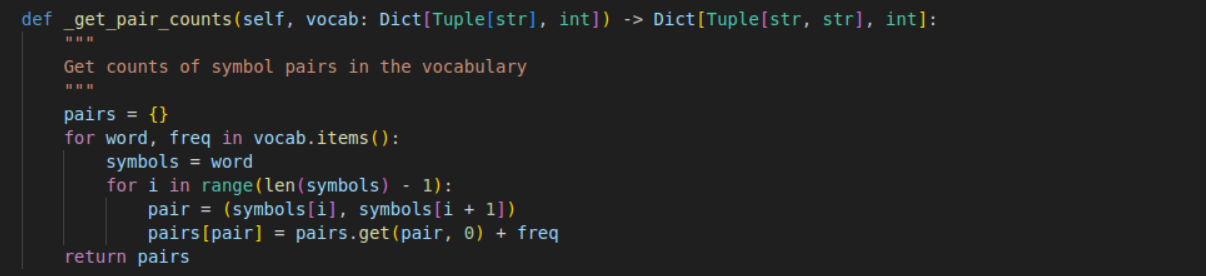 def _get_pair_counts(self, vocab: Dict[Tuple[str], int]) -> Dict[Tuple[str, str], int]:
    """
    Get counts of symbol pairs in the vocabulary
    """
    pairs = {}
    for word, freq in vocab.items():
        symbols = word
        for i in range(len(symbols) - 1):
            pair = (symbols[i], symbols[i + 1])
            pairs[pair] = pairs.get(pair, 0) + freq
    return pairs